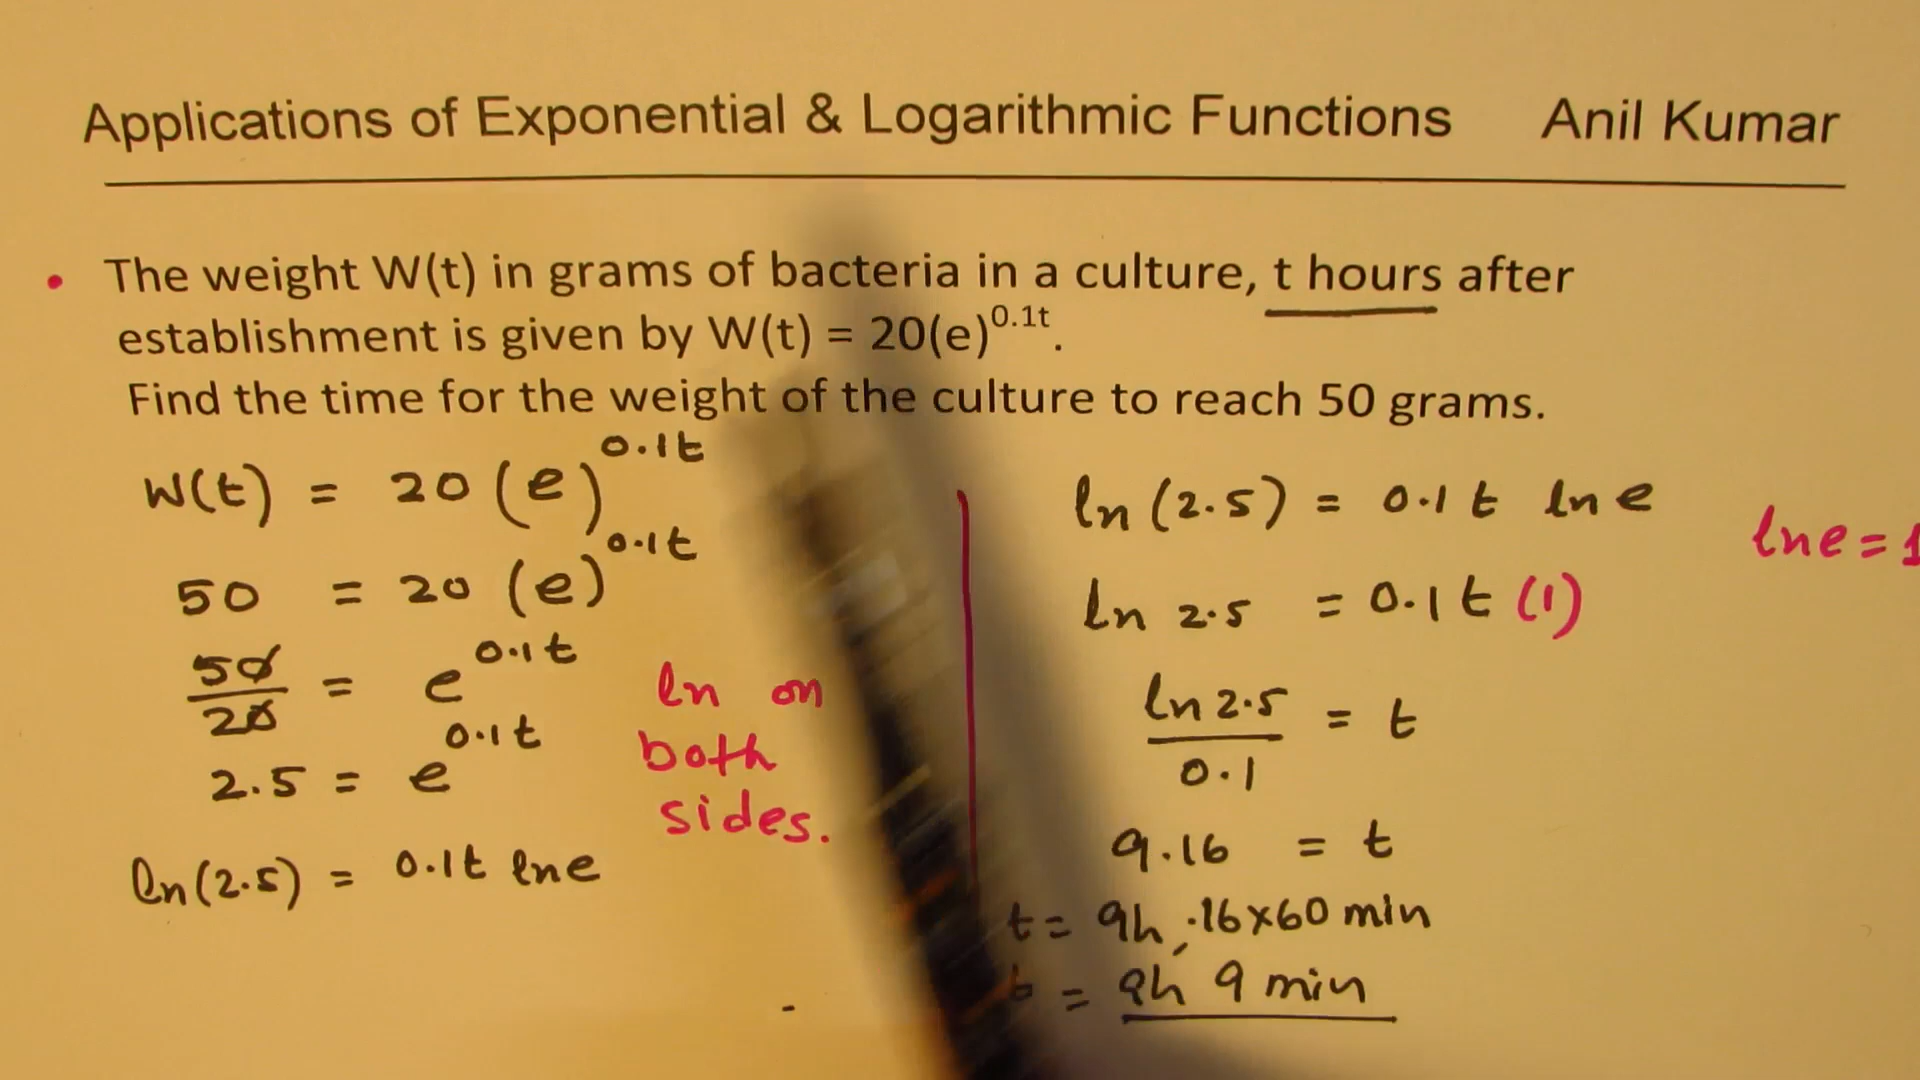 Applications of Exponential & Logarithmic Functions Anil Kumar
• The weight W(t) in grams of bacteria in a culture, t hours after
establishment is given by W(t) = 20(e)^0.1t.
Find the time for the weight of the culture to reach 50 grams.
W(t) = 20 (e)^0.1t
50 = 20 (e)^0.1t
50/20 = e^0.1t
2.5 = e^0.1t
ln(2.5) = 0.1t lne
ln on
both
sides.
ln (2.5) = 0.1 t ln e
ln e = 1
ln 2.5 = 0.1 t (1)
ln 2.5/0.1 = t
9.16 = t
t = 9h, .16x60 min
t = 9h 9 min